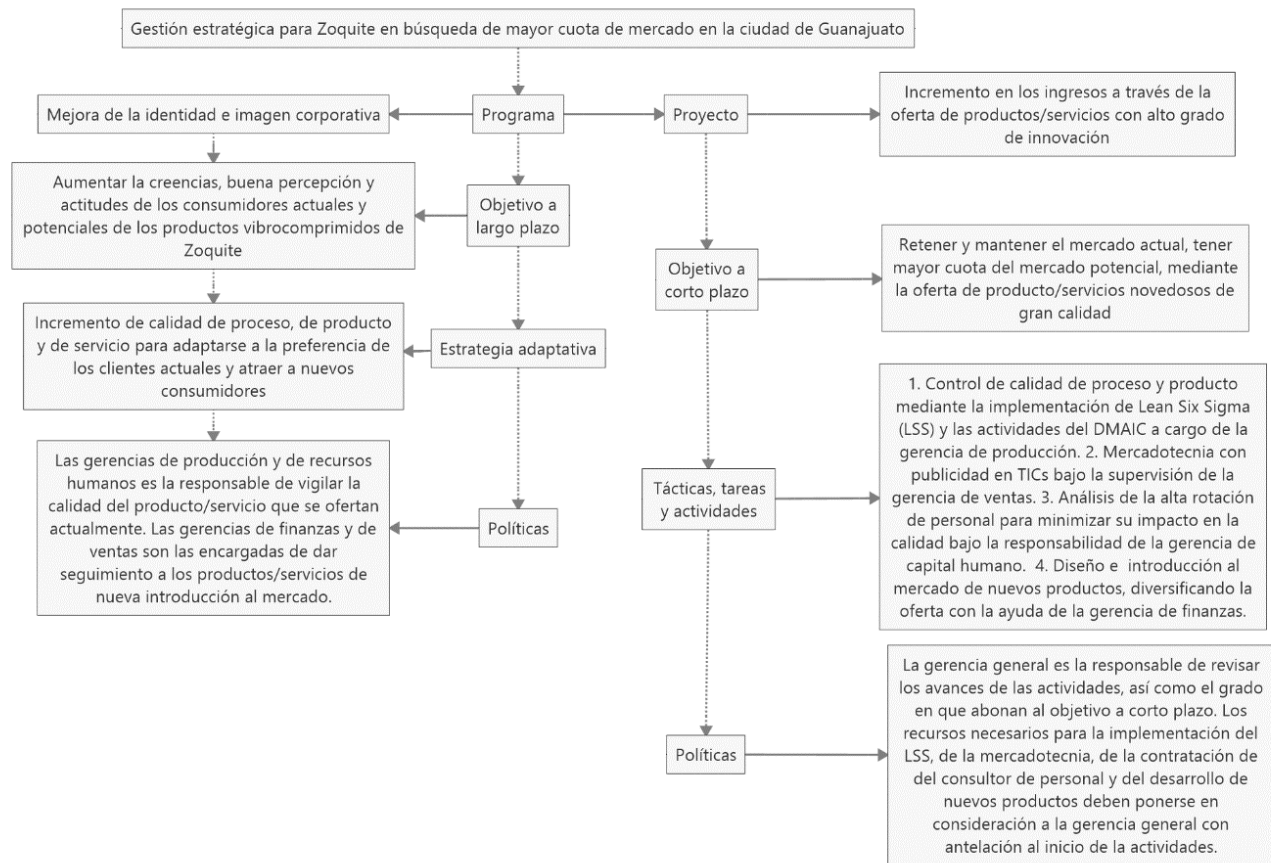 Gestión estratégica para Zoquite en búsqueda de mayor cuota de mercado en la ciudad de Guanajuato
Mejora de la identidad e imagen corporativa
Programa
Proyecto
Incremento en los ingresos a través de la
oferta de productos/servicios con alto grado
de innovación
Aumentar la creencias, buena percepción y
actitudes de los consumidores actuales y
potenciales de los productos vibrocomprimidos de
Zoquite
Objetivo a
largo plazo
Objetivo a
corto plazo
Retener y mantener el mercado actual, tener
mayor cuota del mercado potencial, mediante
la oferta de producto/servicios novedosos de
gran calidad
Incremento de calidad de proceso, de producto
y de servicio para adaptarse a la preferencia de
los clientes actuales y atraer a nuevos
consumidores
Estrategia adaptativa
Las gerencias de producción y de recursos
humanos es la responsable de vigilar la
calidad del producto/servicio que se ofertan
actualmente. Las gerencias de finanzas y de
ventas son las encargadas de dar
seguimiento a los productos/servicios de
nueva introducción al mercado.
Políticas
Tácticas, tareas
y actividades
1. Control de calidad de proceso y producto
mediante la implementación de Lean Six Sigma
(LSS) y las actividades del DMAIC a cargo de la
gerencia de producción. 2. Mercadotecnia con
publicidad en TICs bajo la supervisión de la
gerencia de ventas. 3. Análisis de la alta rotación
de personal para minimizar su impacto en la
calidad bajo la responsabilidad de la gerencia de
capital humano. 4. Diseño e introducción al
mercado de nuevos productos, diversificando la
oferta con la ayuda de la gerencia de finanzas.
Políticas
La gerencia general es la responsable de revisar
los avances de las actividades, así como el grado
en que abonan al objetivo a corto plazo. Los
recursos necesarios para la implementación del
LSS, de la mercadotecnia, de la contratación de
del consultor de personal y del desarrollo de
nuevos productos deben ponerse en
consideración a la gerencia general con
antelación al inicio de la actividades.